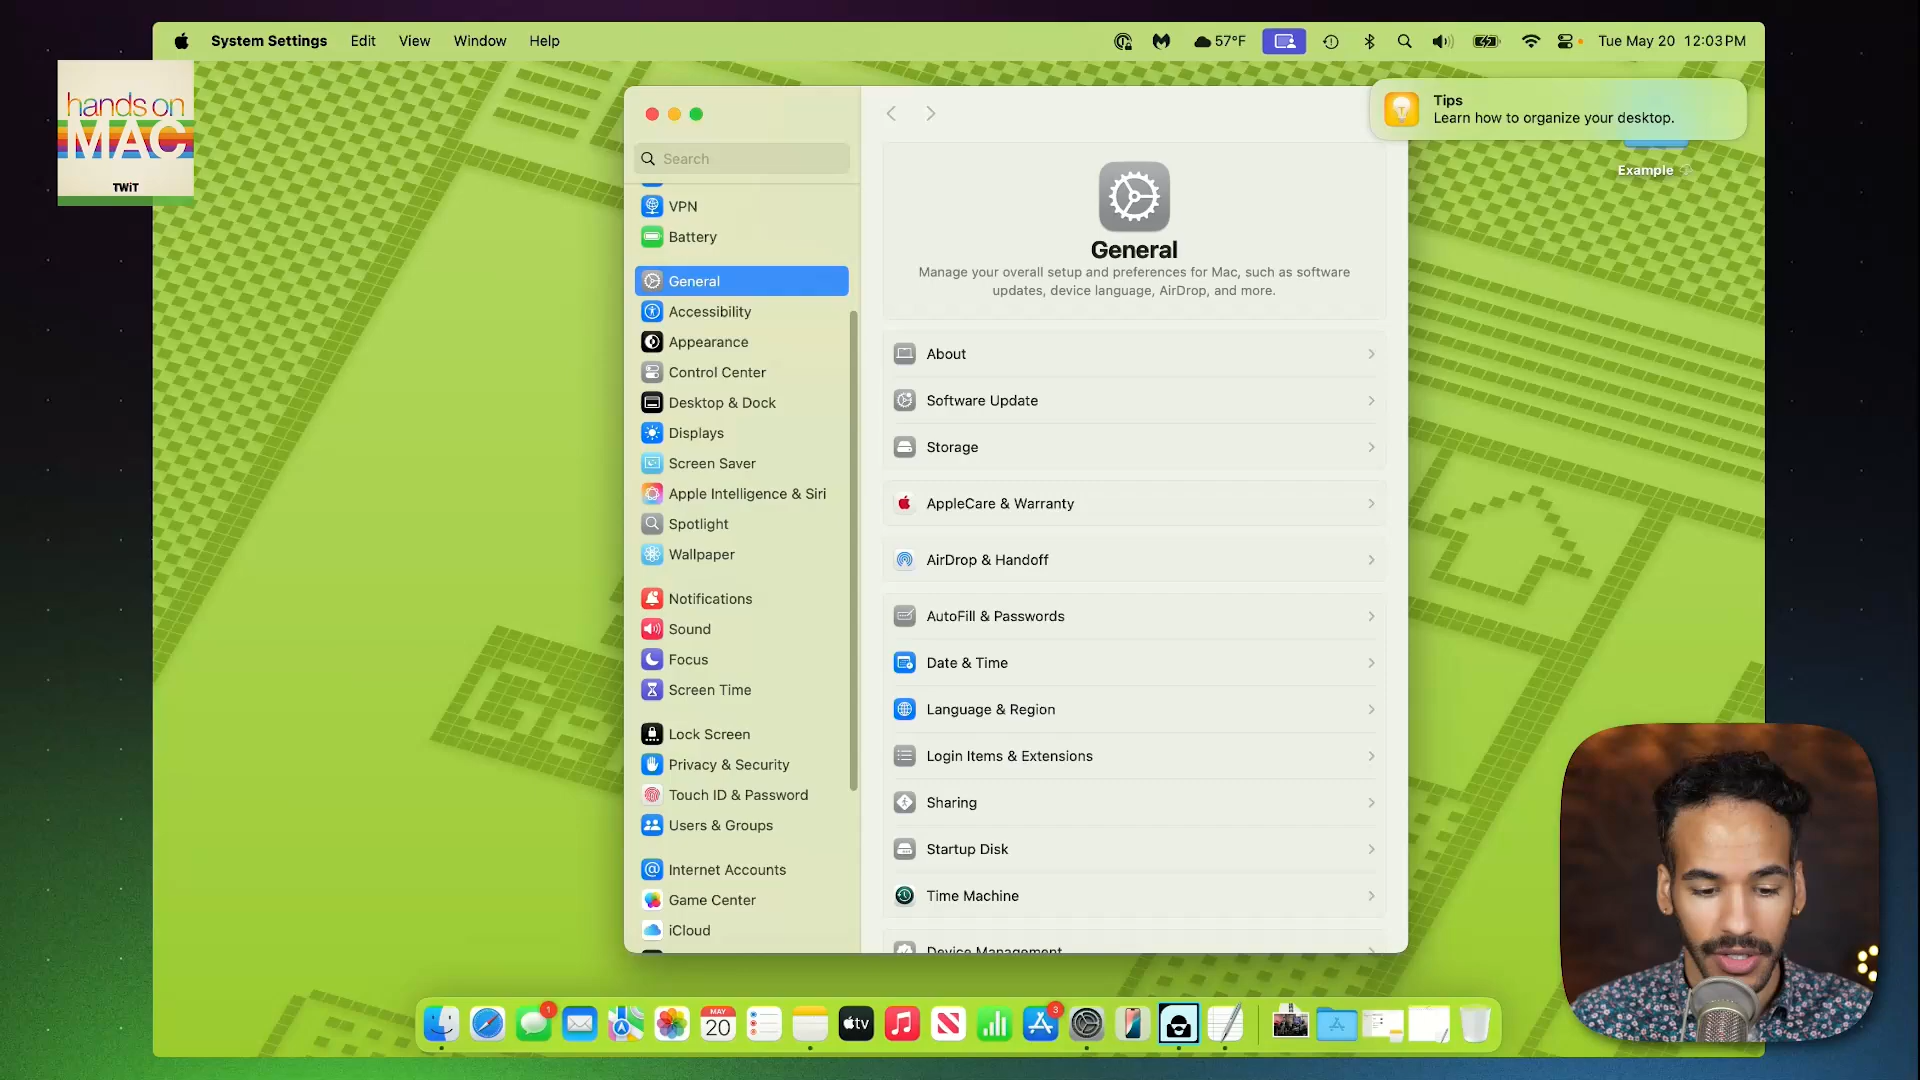 System Settings Edit View Window Help
57°F
Tue May 20 12:03 PM
hands on
MAC
TWiT
Tips
Learn how to organize your desktop.
Example
Search
VPN
Battery
General
Accessibility
Appearance
Control Center
Desktop & Dock
Displays
Screen Saver
Apple Intelligence & Siri
Spotlight
Wallpaper
Notifications
Sound
Focus
Screen Time
Lock Screen
Privacy & Security
Touch ID & Password
Users & Groups
Internet Accounts
Game Center
iCloud
General
Manage your overall setup and preferences for Mac, such as software
updates, device language, AirDrop, and more.
About
Software Update
Storage
AppleCare & Warranty
AirDrop & Handoff
AutoFill & Passwords
Date & Time
Language & Region
Login Items & Extensions
Sharing
Startup Disk
Time Machine
Device Management
1
MAY
20
tv
3